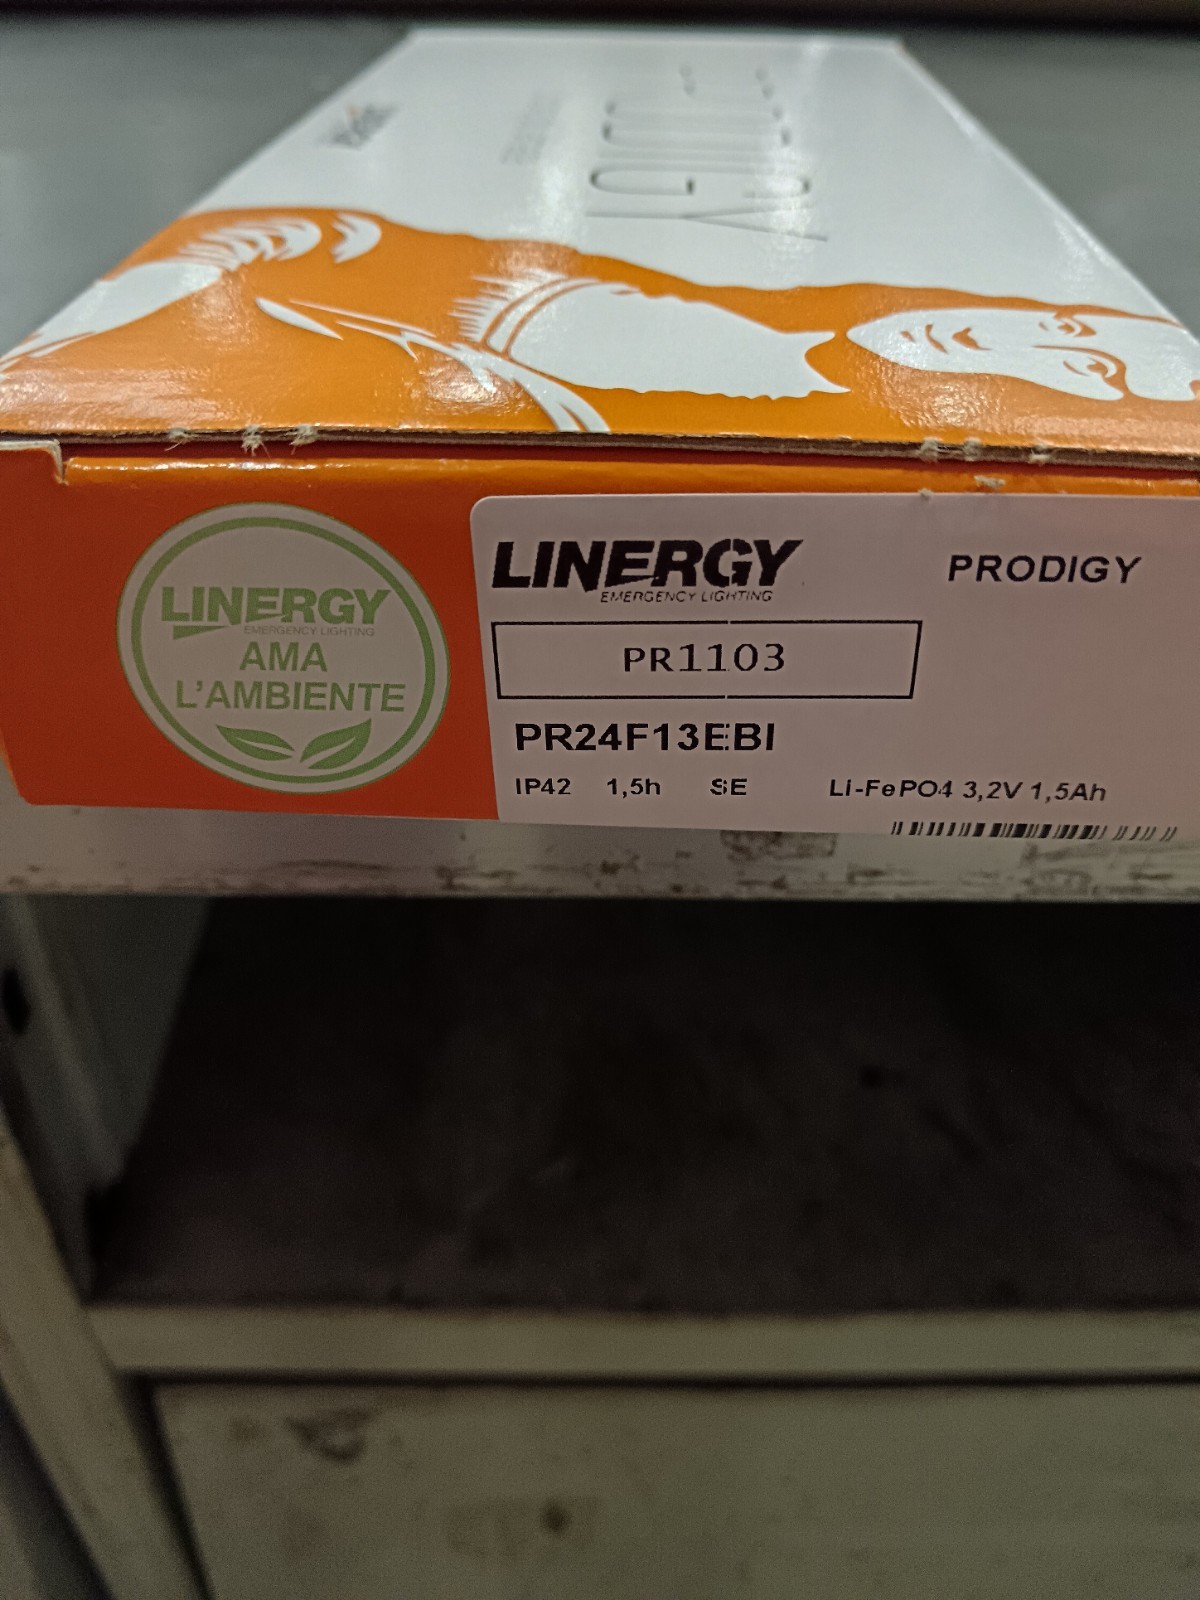 LINERGY
EMERGENCY LIGHTING
AMA
L'AMBIENTE
LINERGY
EMERGENCY LIGHTING
PRODIGY
PR1103
PR24F13EBI
IP42 1,5h SE Li-FePO4 3,2V 1,5Ah